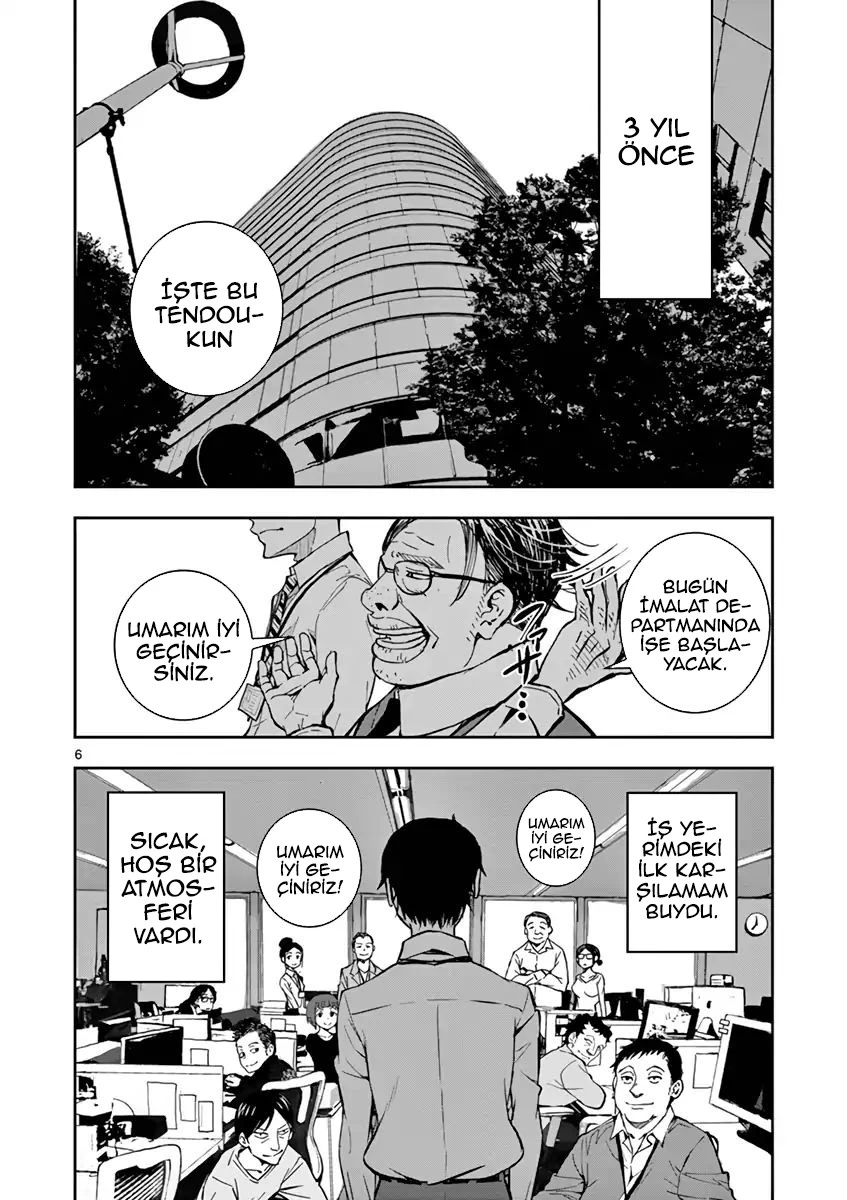 3 YIL
ÖNCE
İŞTE BU
TENDOU-
KUN
BUGÜN
İMALAT DE-
PARTMANINDA
İŞE BAŞLA-
YACAK.
UMARIM İYİ
GEÇİNİR-
SİNİZ.
6
İŞ YE-
RİMDEKİ
İLK KAR-
ŞILAMAM
BUYDU.
UMARIM
İYİ GE-
ÇİNİRİZ!
UMARIM
İYİ GE-
ÇİNİRİZ!
SICAK,
HOŞ BİR
ATMOS-
FERİ
VARDI.